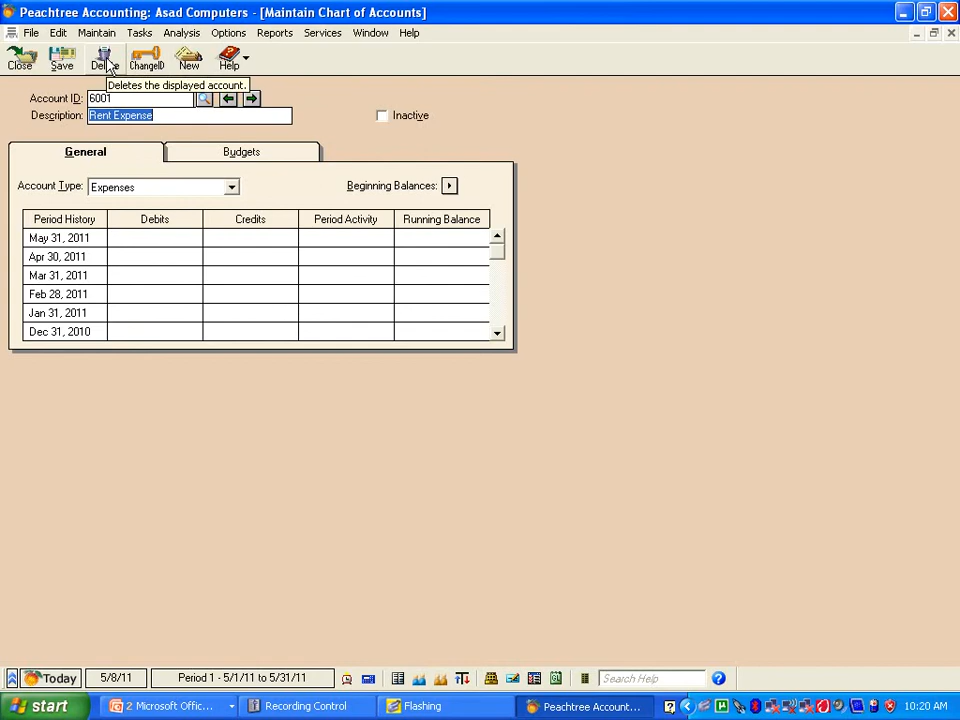 Peachtree Accounting: Asad Computers - [Maintain Chart of Accounts]
File Edit Maintain Tasks Analysis Options Reports Services Window Help
Close Save ChangeID New Help
Deletes the displayed account.
Account ID: 6001
Description: Rent Expense Inactive
General Budgets
Account Type: Expenses Beginning Balances:
Period History Debits Credits Period Activity Running Balance
May 31, 2011
Apr 30, 2011
Mar 31, 2011
Feb 28, 2011
Jan 31, 2011
Dec 31, 2010
Today 5/8/11 Period 1 - 5/1/11 to 5/31/11 Search Help
start 2 Microsoft Offic... Recording Control Flashing Peachtree Account... 10:20 AM